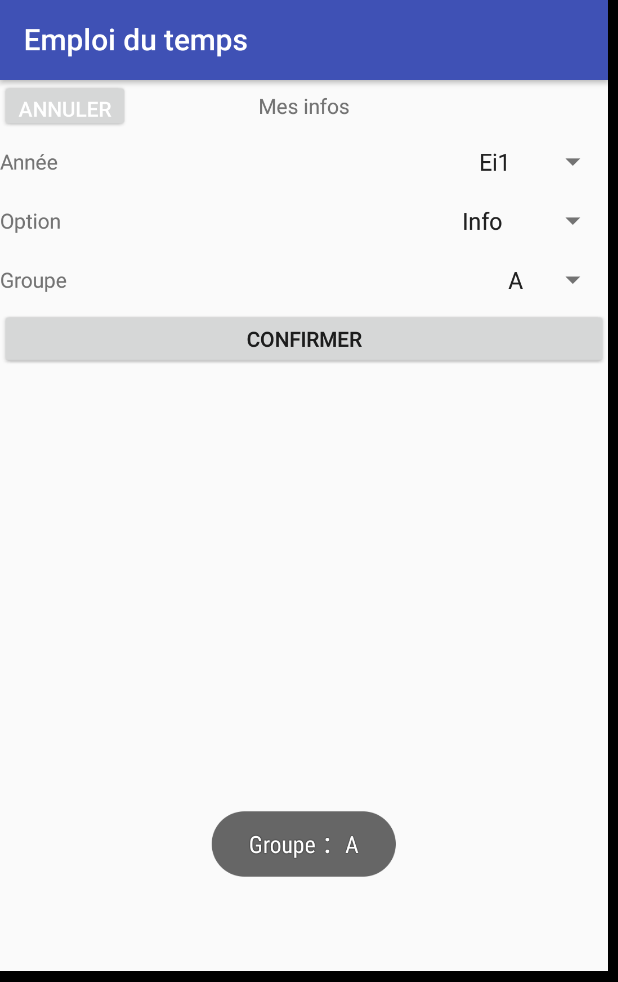 Emploi du temps
ANNULER Mes infos
Année Ei1
Option Info
Groupe A
CONFIRMER
Groupe : A